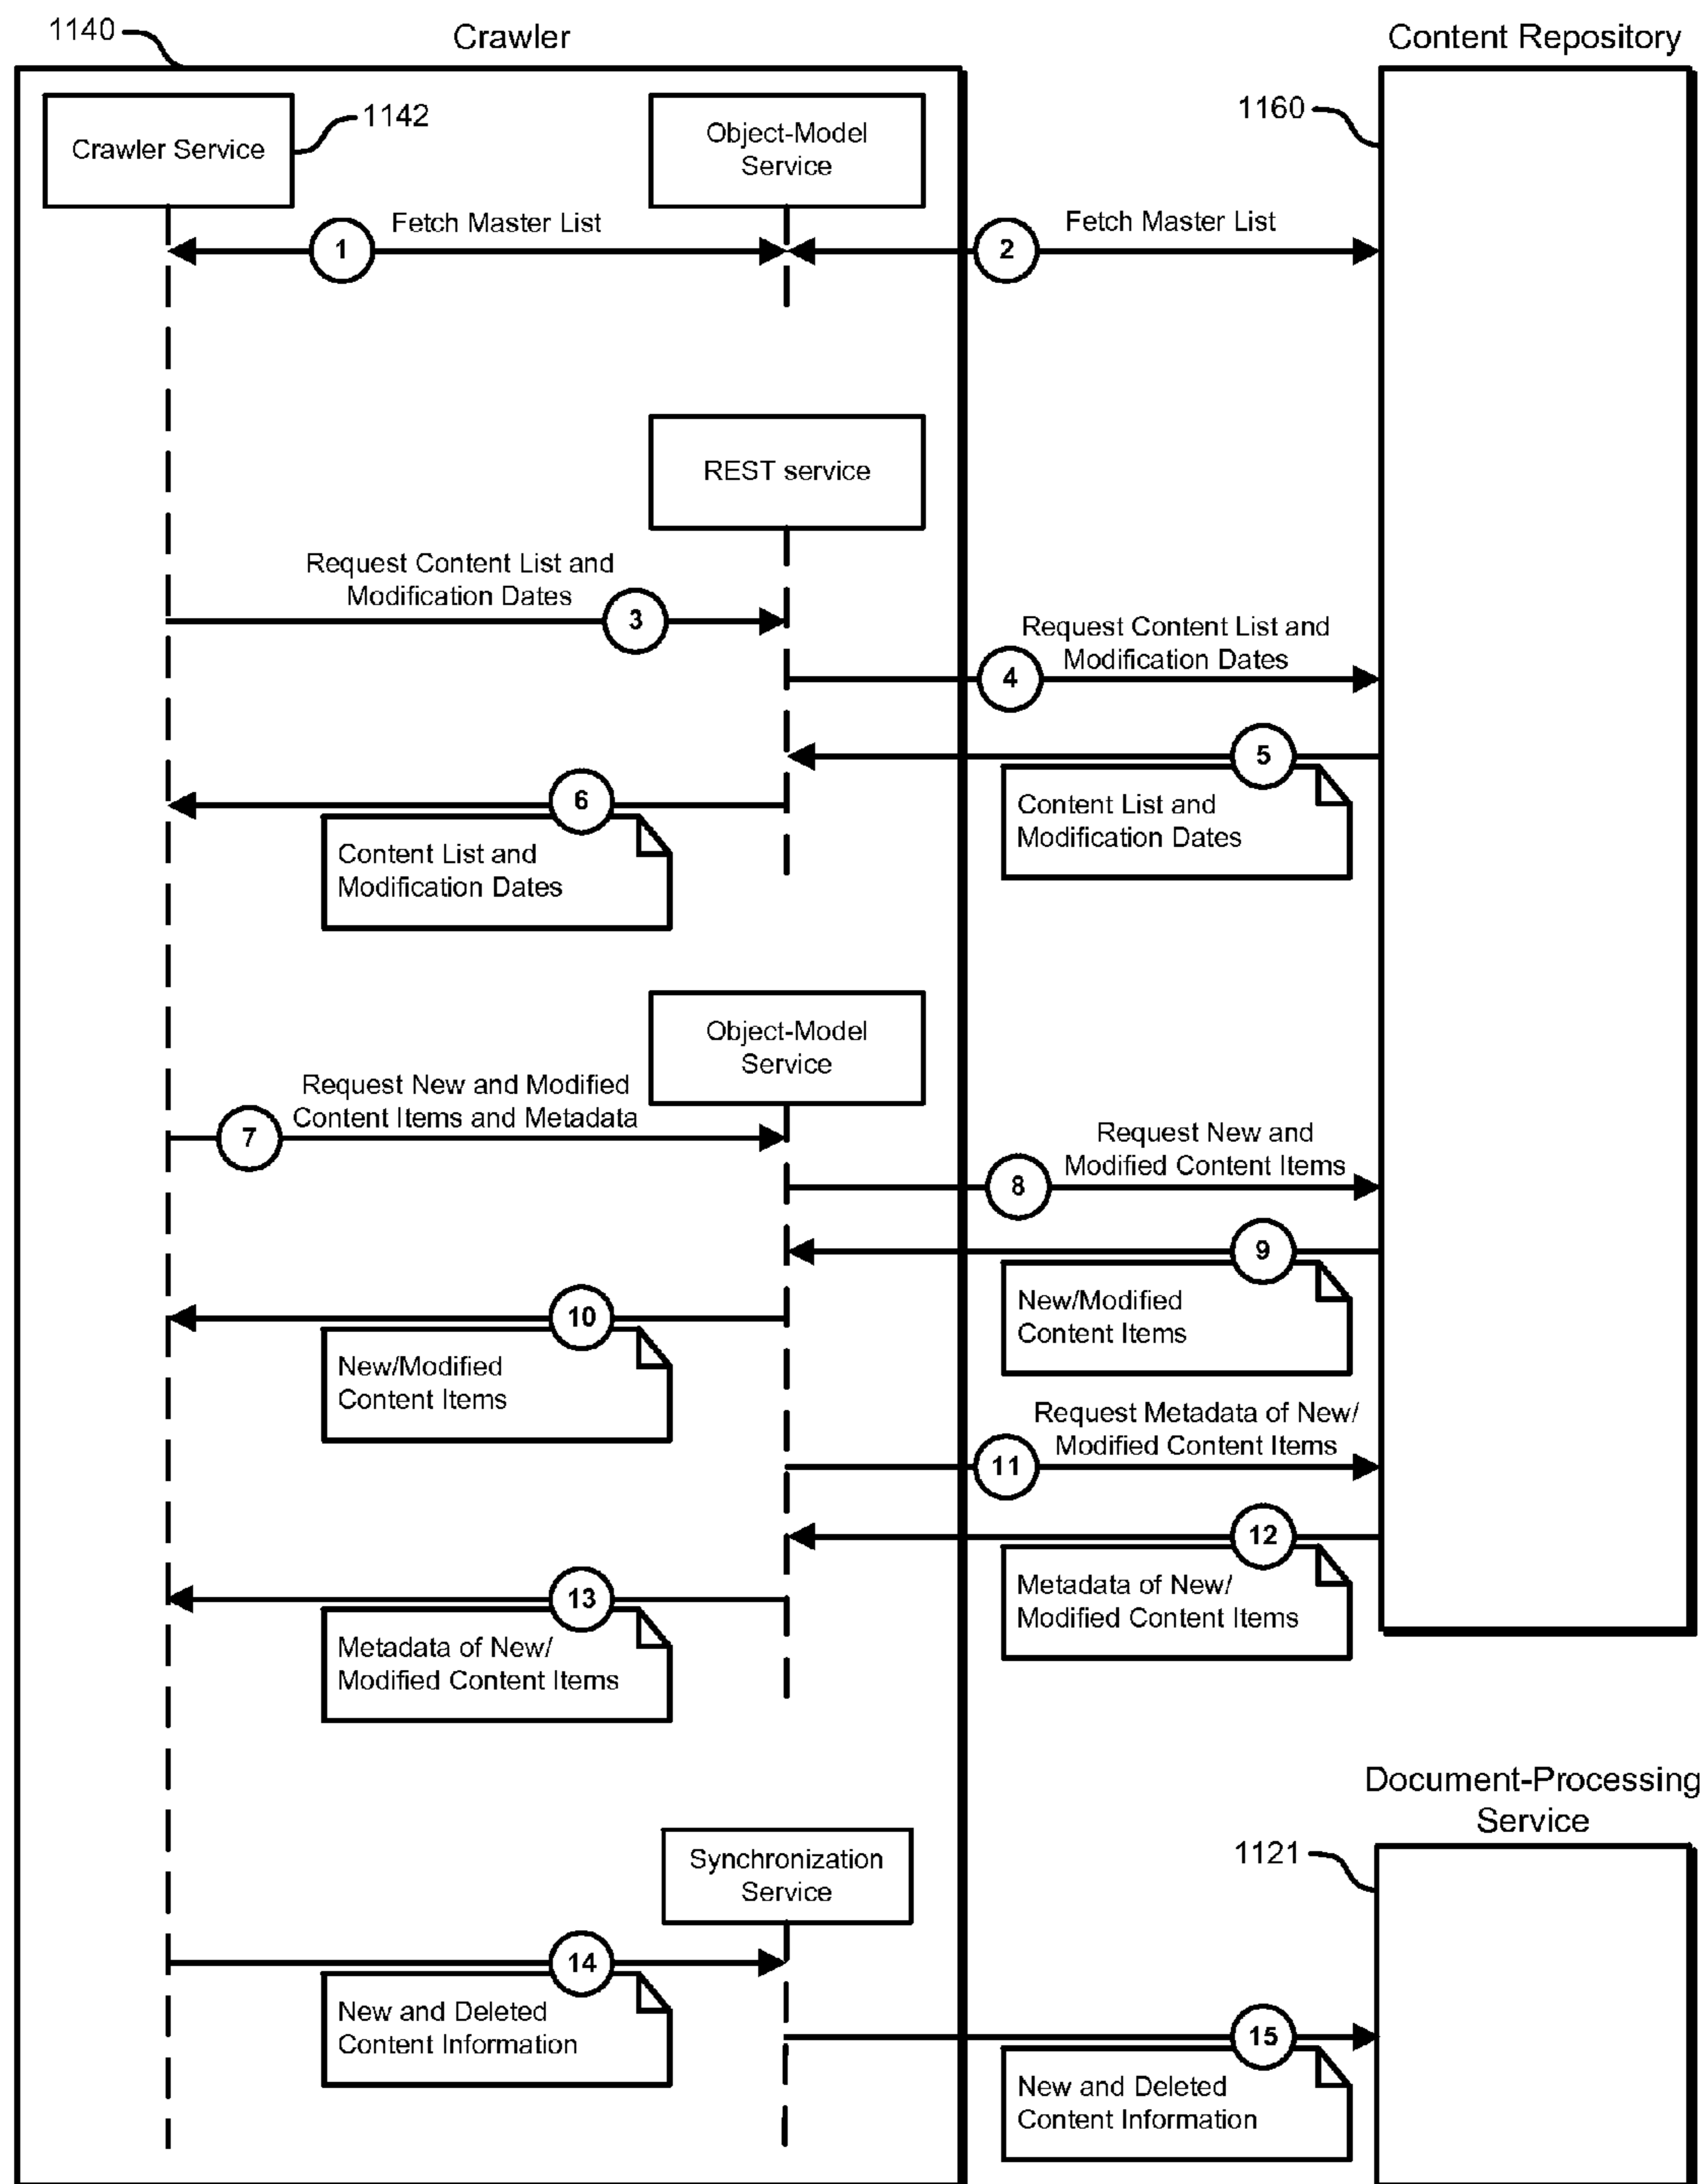 1140
Crawler
Content Repository
Crawler Service
1142
Object-Model
Service
1160
Fetch Master List
1
Fetch Master List
2
REST service
Request Content List and
Modification Dates
3
Request Content List and
Modification Dates
4
5
Content List and
Modification Dates
6
Content List and
Modification Dates
Object-Model
Service
Request New and Modified
Content Items and Metadata
7
Request New and
Modified Content Items
8
9
New/Modified
Content Items
10
New/Modified
Content Items
Request Metadata of New/
Modified Content Items
11
12
Metadata of New/
Modified Content Items
13
Metadata of New/
Modified Content Items
Document-Processing
Service
1121
Synchronization
Service
14
New and Deleted
Content Information
15
New and Deleted
Content Information